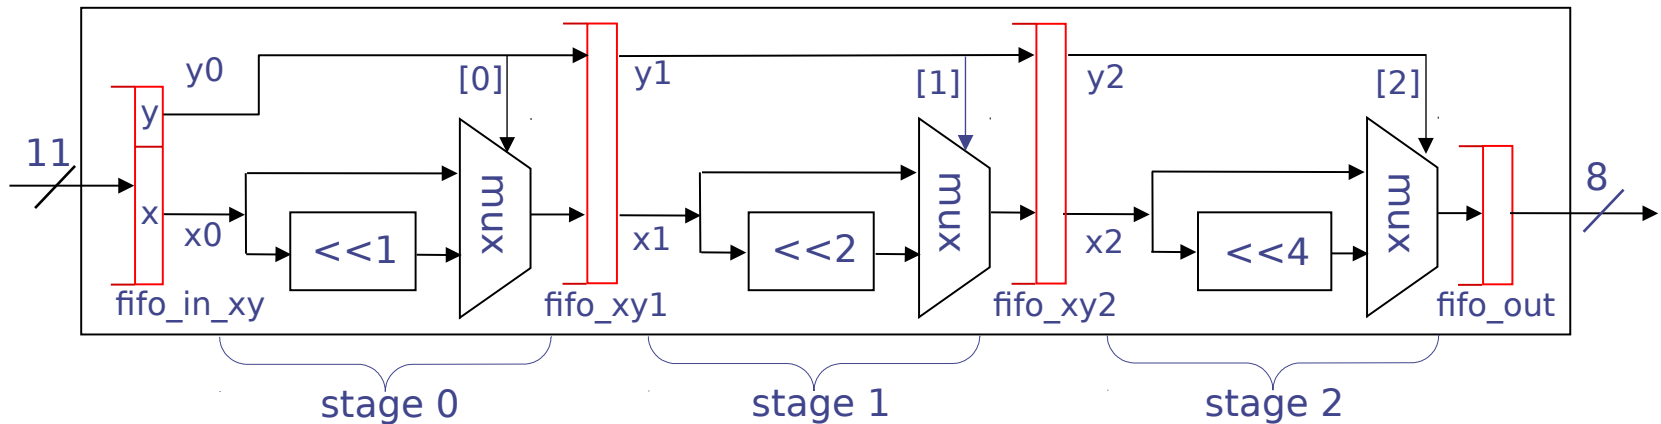 11
y
x
y0
x0
fifo_in_xy
[0]
<<1
mux
fifo_xy1
y1
x1
[1]
<<2
mux
fifo_xy2
y2
x2
[2]
<<4
mux
fifo_out
8
stage 0
stage 1
stage 2